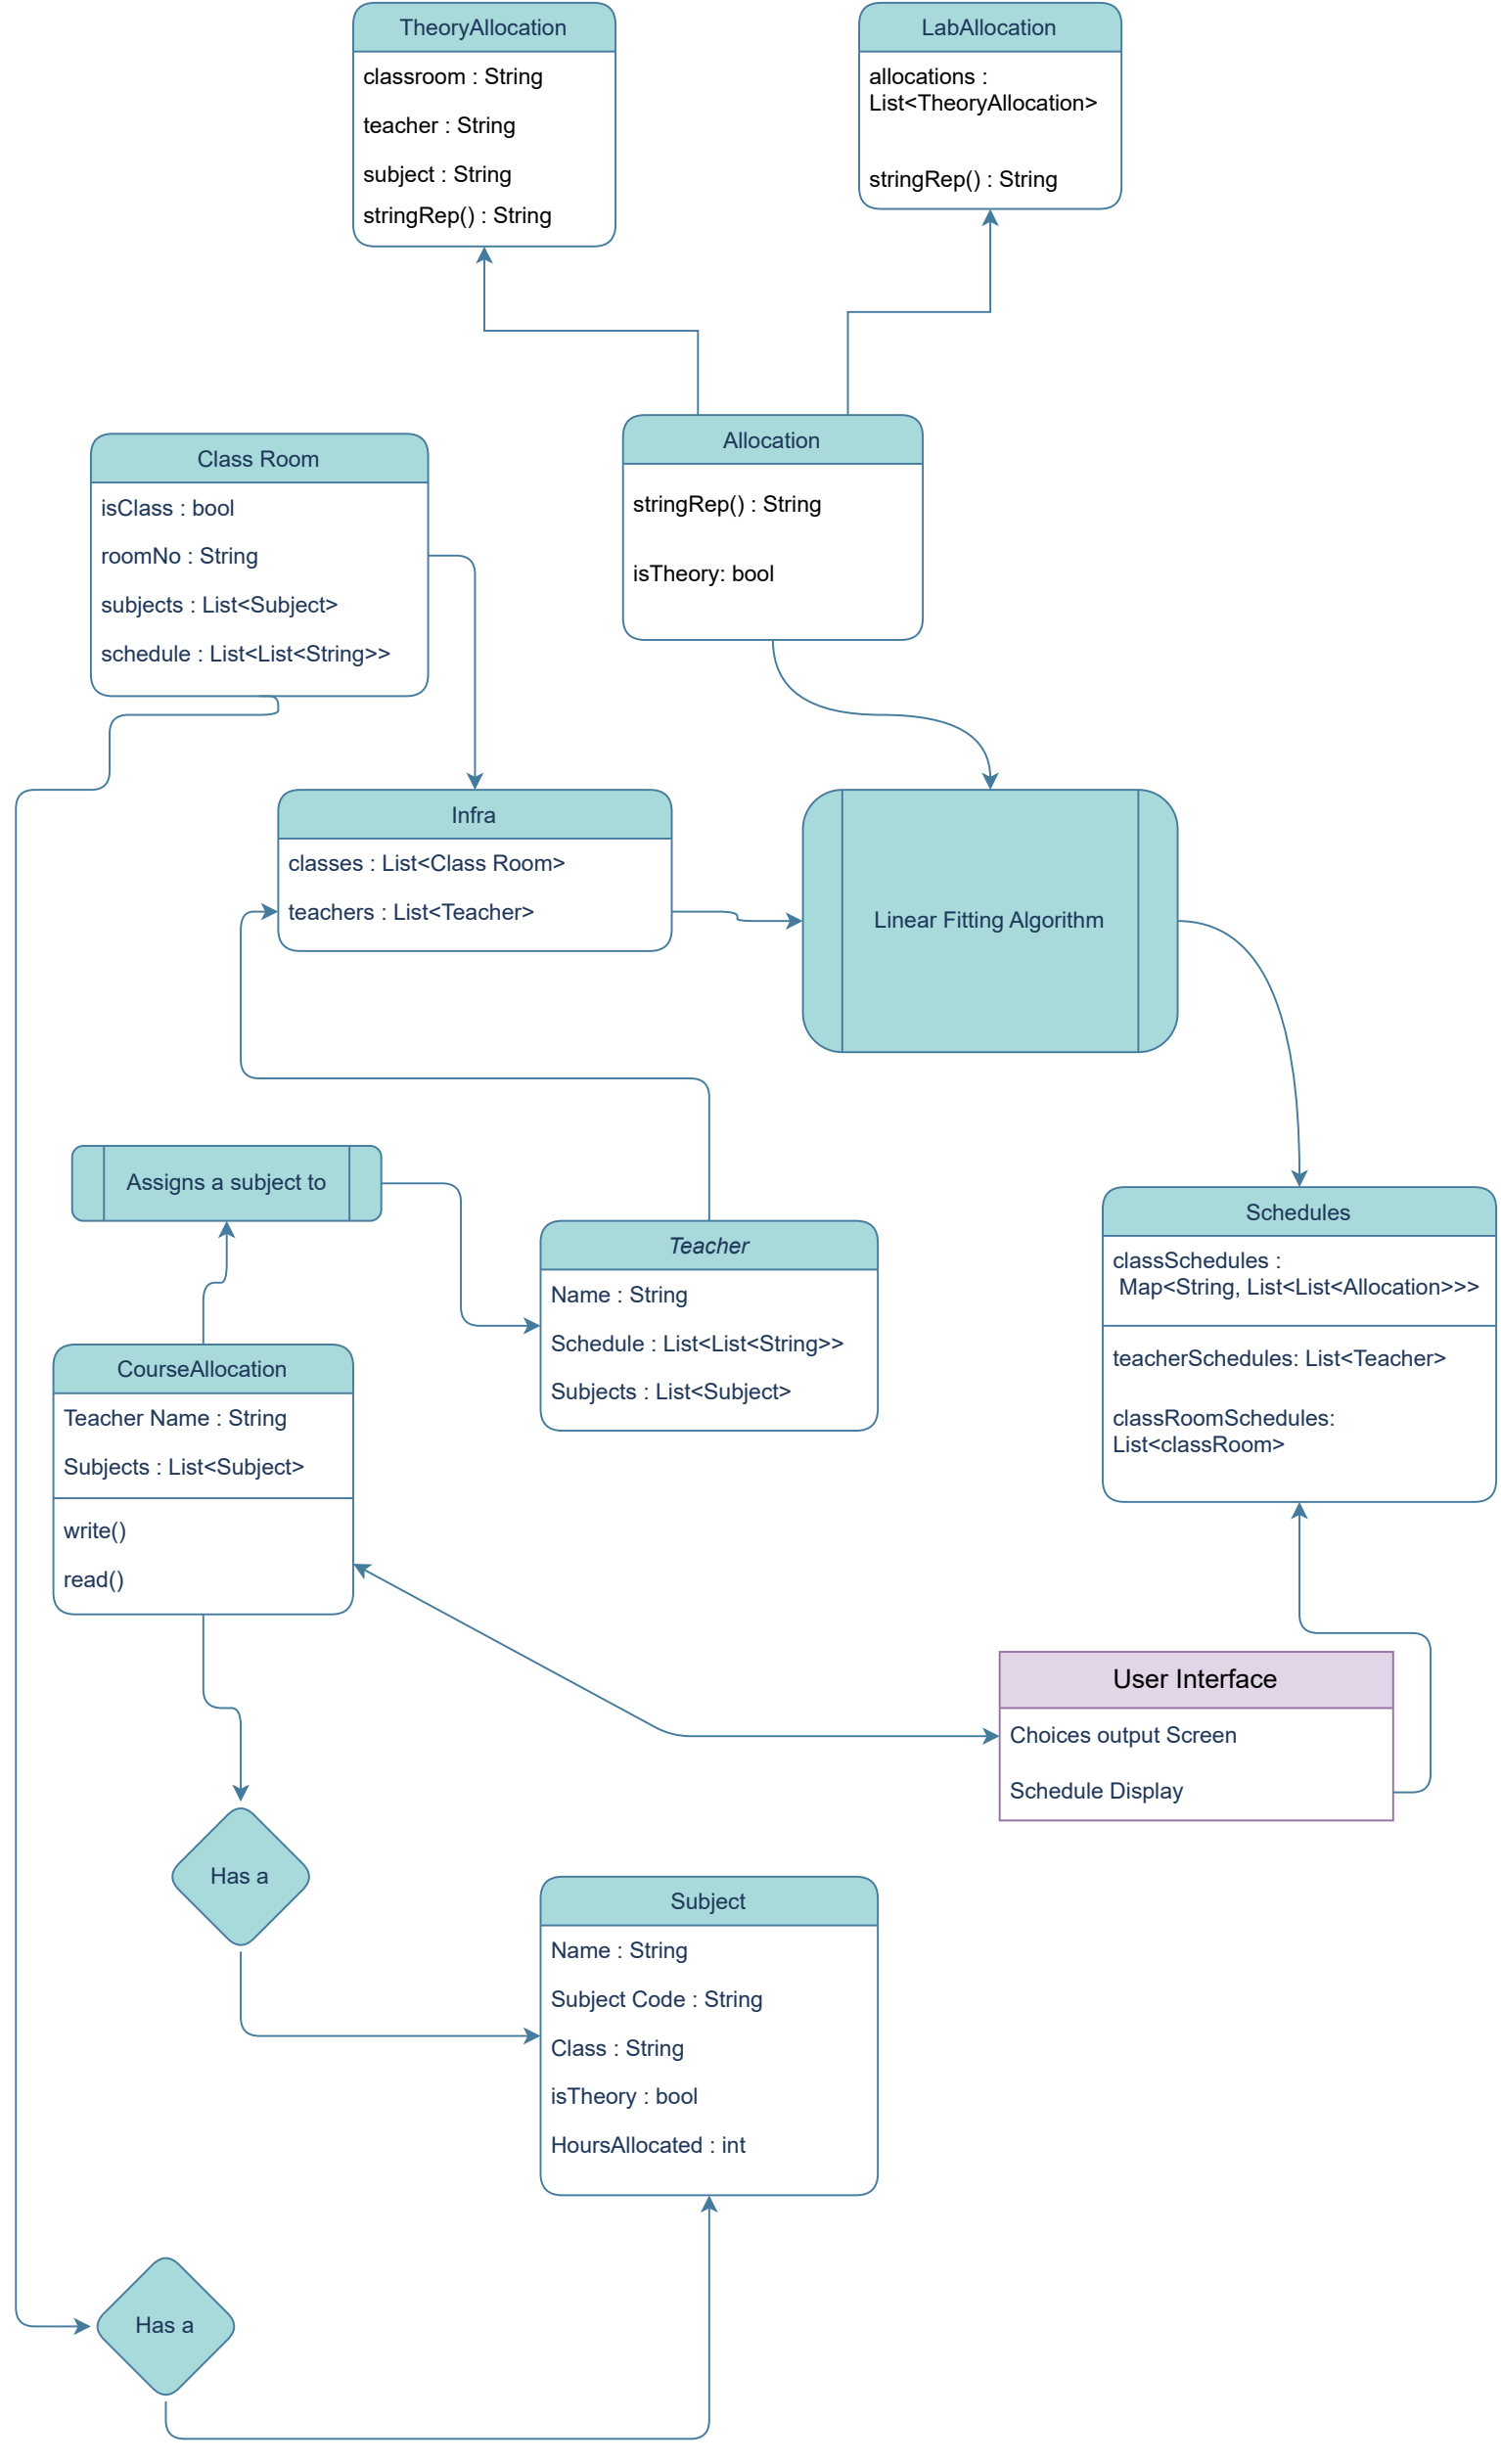 TheoryAllocation
classroom : String
teacher : String
subject : String
stringRep() : String
LabAllocation
allocations :
List<TheoryAllocation>
stringRep() : String
Allocation
stringRep() : String
isTheory: bool
Class Room
isClass : bool
roomNo : String
subjects : List<Subject>
schedule : List<List<String>>
Infra
classes : List<Class Room>
teachers : List<Teacher>
Linear Fitting Algorithm
Assigns a subject to
Teacher
Name : String
Schedule : List<List<String>>
Subjects : List<Subject>
Schedules
classSchedules :
Map<String, List<List<Allocation>>>
teacherSchedules: List<Teacher>
classRoomSchedules:
List<classRoom>
CourseAllocation
Teacher Name : String
Subjects : List<Subject>
write()
read()
User Interface
Choices output Screen
Schedule Display
Has a
Subject
Name : String
Subject Code : String
Class : String
isTheory : bool
HoursAllocated : int
Has a